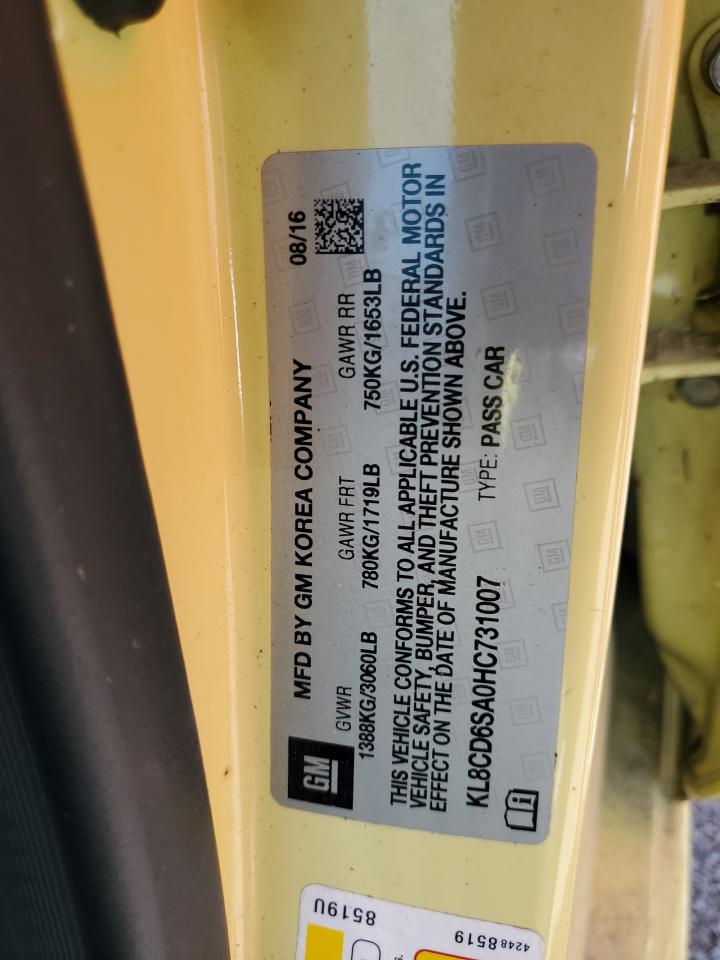 MFD BY GM KOREA COMPANY 08/16
GM
GVWR GAWR FRT GAWR RR
1388KG/3060LB 780KG/1719LB 750KG/1653LB
THIS VEHICLE CONFORMS TO ALL APPLICABLE U.S. FEDERAL MOTOR
VEHICLE SAFETY, BUMPER, AND THEFT PREVENTION STANDARDS IN
EFFECT ON THE DATE OF MANUFACTURE SHOWN ABOVE.
KL8CD6SA0HC731007 TYPE: PASS CAR
8519U
42488519